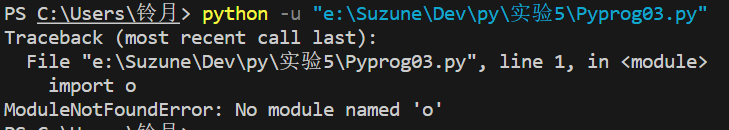 PS C:\Users\铃月> python -u "e:\Suzune\Dev\py\实验5\Pyprog03.py"
Traceback (most recent call last):
  File "e:\Suzune\Dev\py\实验5\Pyprog03.py", line 1, in <module>
    import o
ModuleNotFoundError: No module named 'o'
PS C:\Users\铃月>